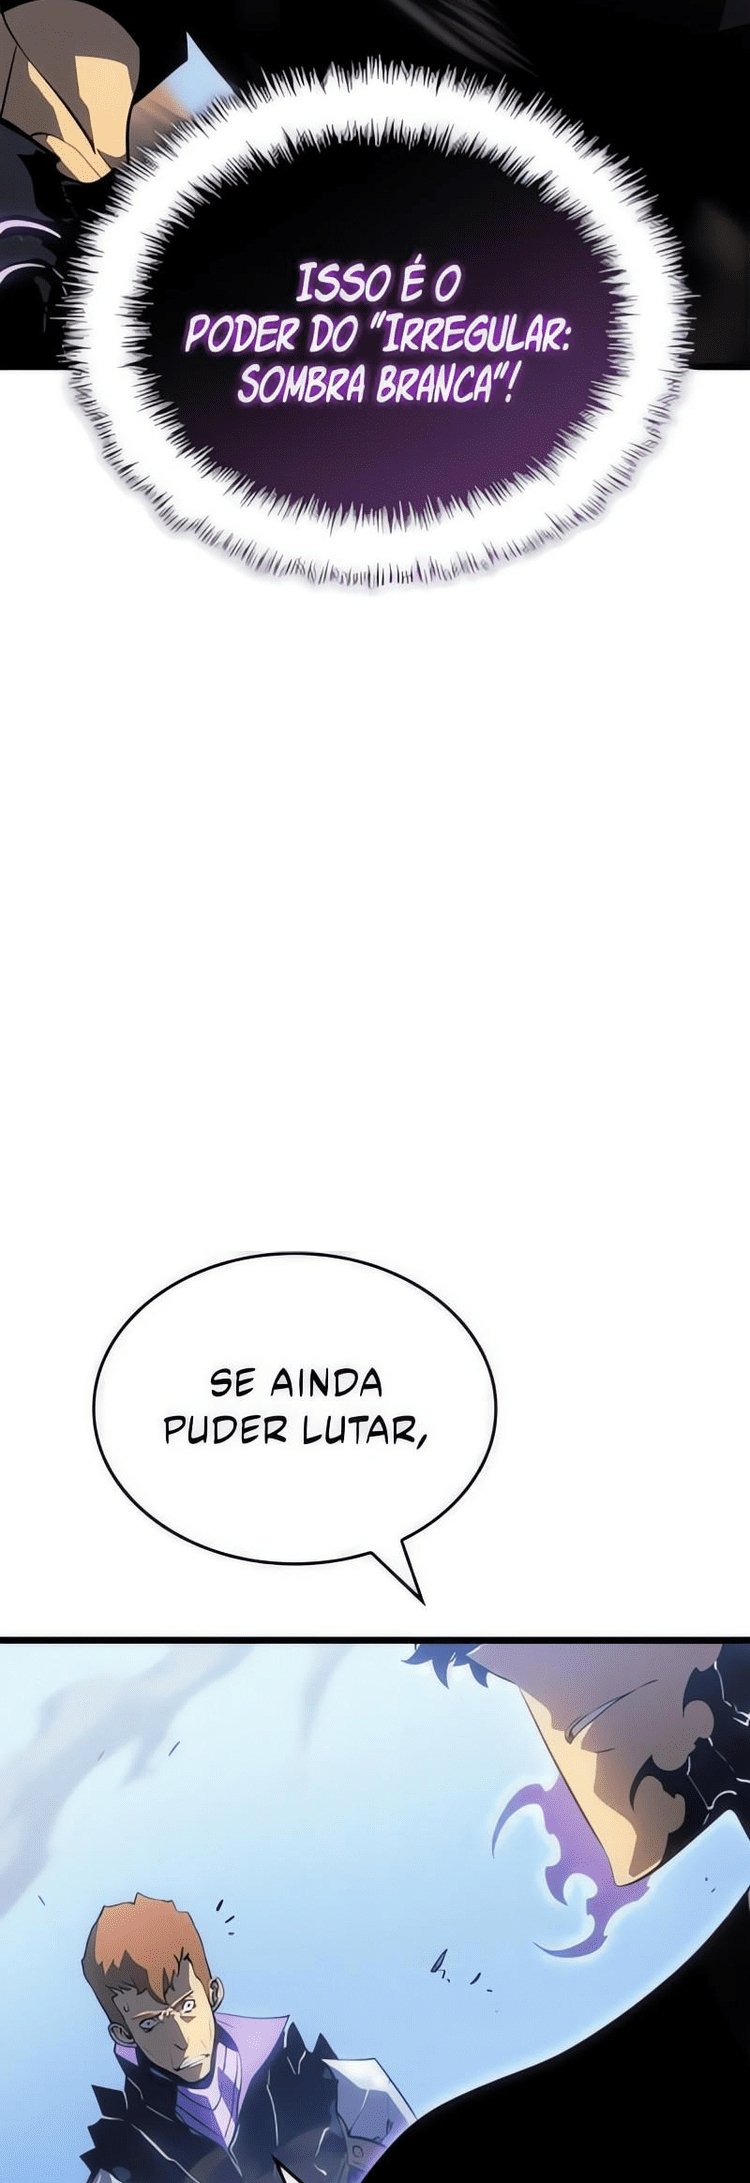 ISSO É O
PODER DO "IRREGULAR:
SOMBRA BRANCA"!
SE AINDA
PUDER LUTAR,